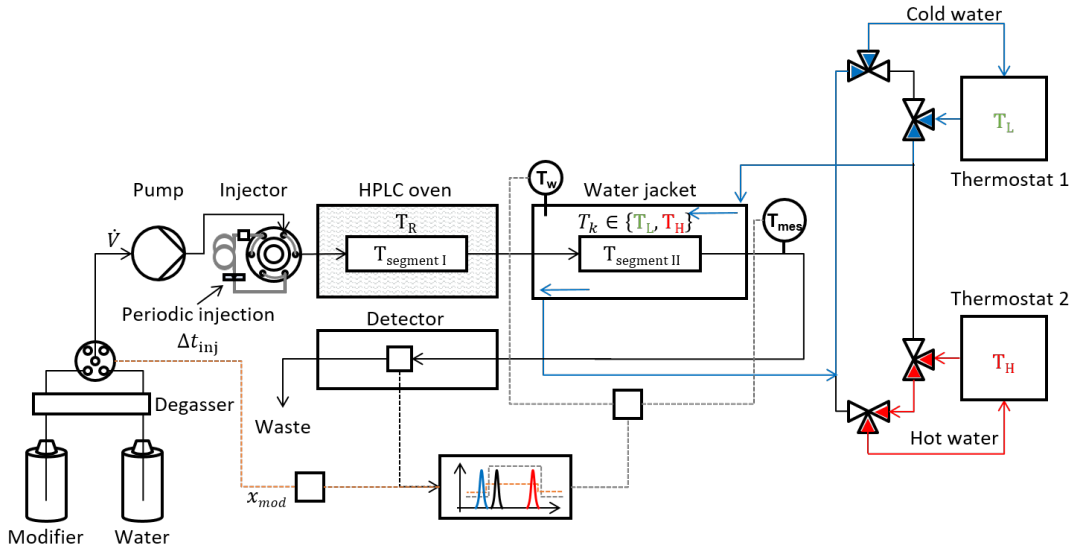 Cold water
T_L
Thermostat 1
Pump
Injector
HPLC oven
Water jacket
T_w
T_mes
V̇
T_R
T_segment I
T_k ∈ {T_L, T_H}
T_segment II
Periodic injection
Δt_inj
Detector
Thermostat 2
T_H
Degasser
Waste
Hot water
x_mod
Modifier
Water